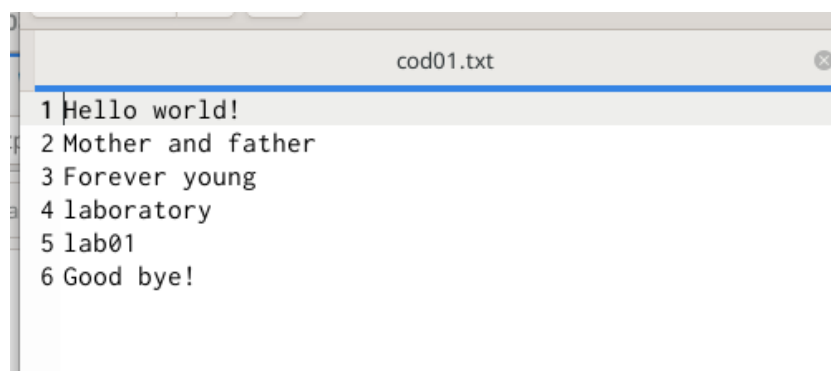 cod01.txt
1 Hello world!
2 Mother and father
3 Forever young
4 laboratory
5 lab01
6 Good bye!